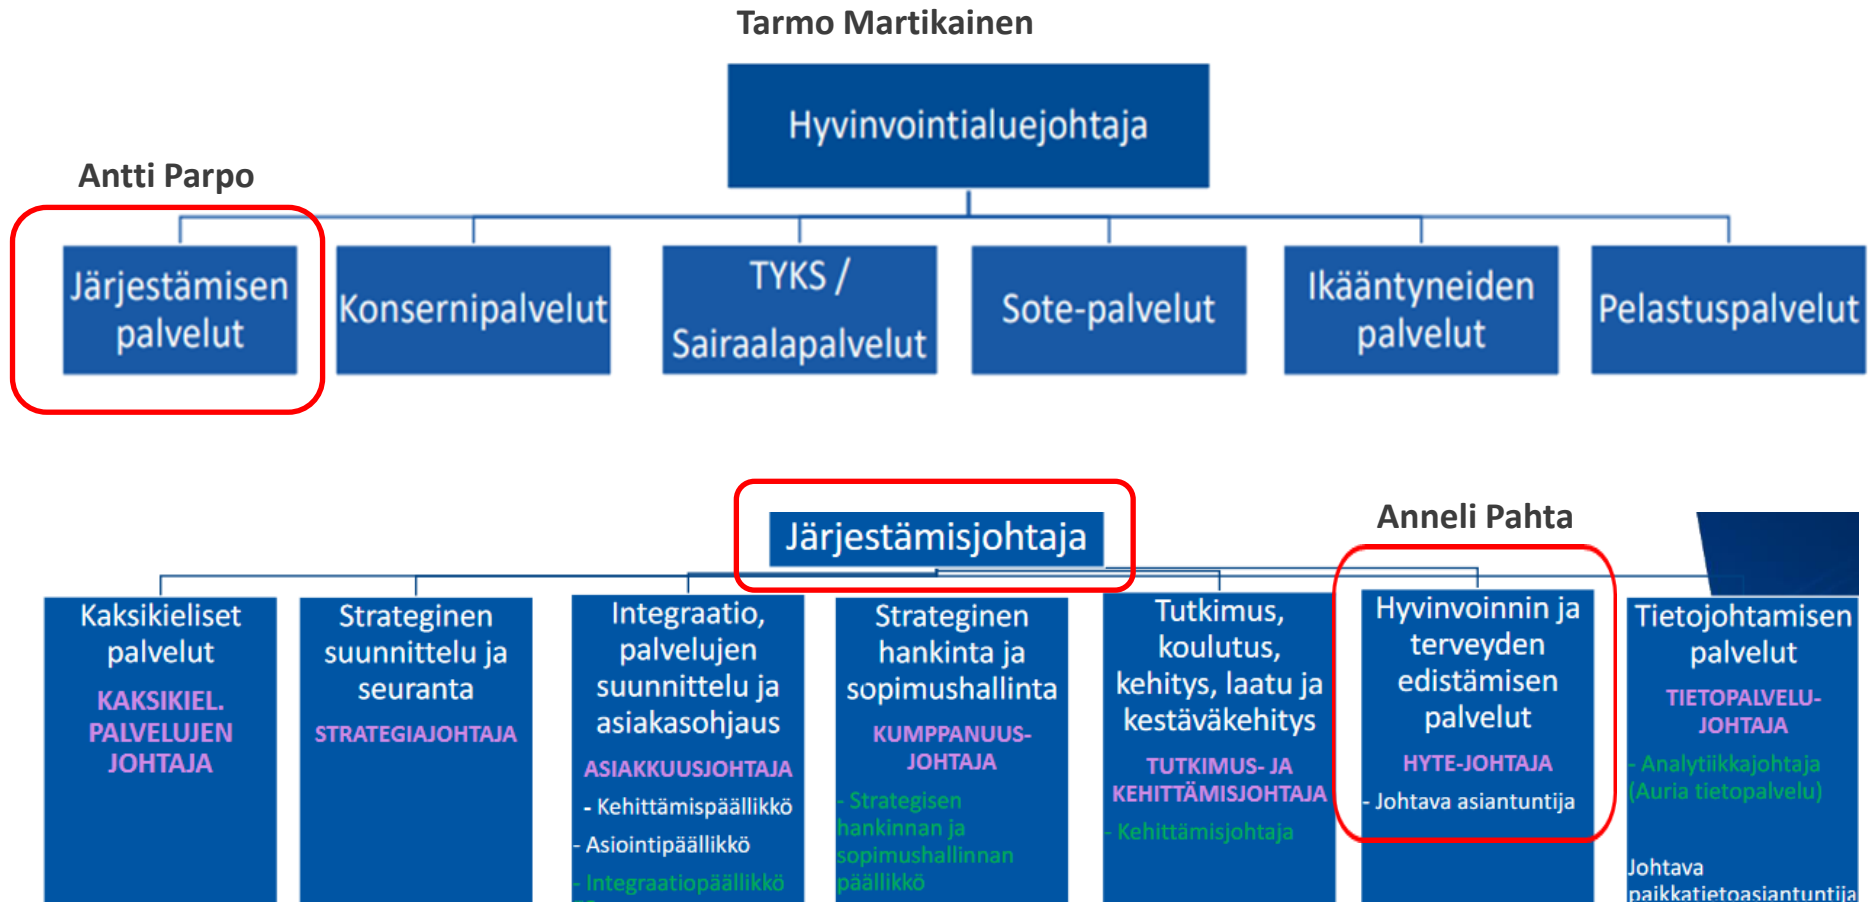 Tarmo Martikainen
Hyvinvointialuejohtaja
Antti Parpo
Järjestämisen
palvelut
Konsernipalvelut
TYKS /
Sairaalapalvelut
Sote-palvelut
Ikääntyneiden
palvelut
Pelastuspalvelut
Järjestämisjohtaja
Anneli Pahta
Kaksikieliset
palvelut
KAKSIKIEL.
PALVELUJEN
JOHTAJA
Strateginen
suunnittelu ja
seuranta
STRATEGIAJOHTAJA
Integraatio,
palvelujen
suunnittelu ja
asiakasohjaus
ASIAKKUUSJOHTAJA
- Kehittämispäällikkö
- Asiointipäällikkö
- Integraatiopäällikkö
Strateginen
hankinta ja
sopimushallinta
KUMPPANUUS-
JOHTAJA
- Strategisen
hankinnan ja
sopimushallinnan
päällikkö
Tutkimus,
koulutus,
kehitys, laatu ja
kestäväkehitys
TUTKIMUS- JA
KEHITTÄMISJOHTAJA
- Kehittämisjohtaja
Hyvinvoinnin ja
terveyden
edistämisen
palvelut
HYTE-JOHTAJA
- Johtava asiantuntija
Tietojohtamisen
palvelut
TIETOPALVELU-
JOHTAJA
- Analytiikkajohtaja
(Auria tietopalvelu)
Johtava
paikkatietoasiantuntija